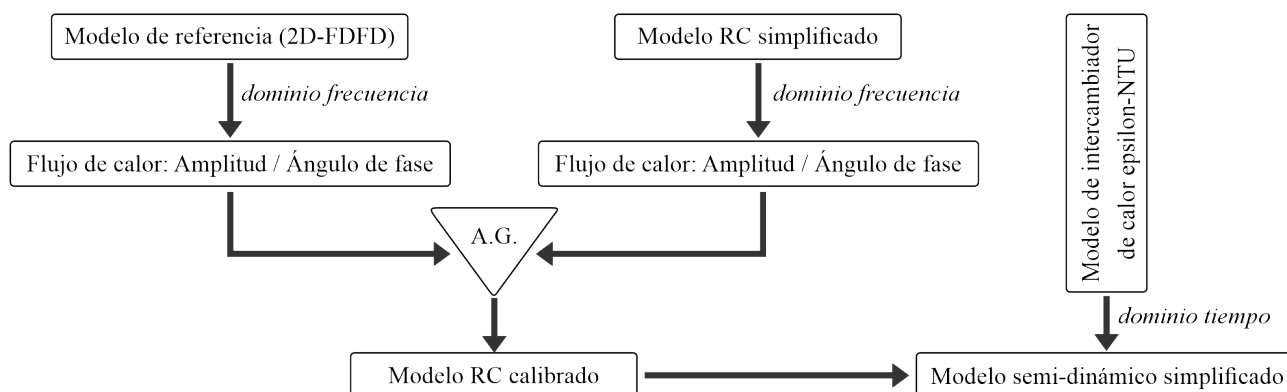 Modelo de referencia (2D-FDFD)
Modelo RC simplificado
dominio frecuencia
dominio frecuencia
Flujo de calor: Amplitud / Ángulo de fase
Flujo de calor: Amplitud / Ángulo de fase
A.G.
Modelo de intercambiador
de calor epsilon-NTU
dominio tiempo
Modelo RC calibrado
Modelo semi-dinámico simplificado